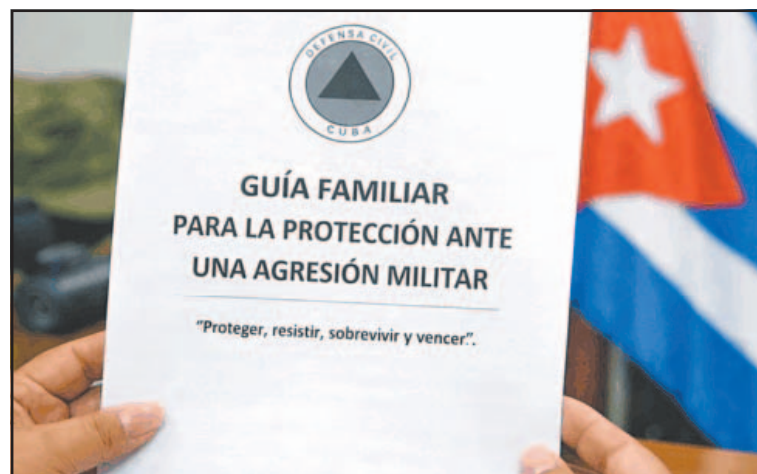 DEFENSA CIVIL
CUBA
GUÍA FAMILIAR
PARA LA PROTECCIÓN ANTE
UNA AGRESIÓN MILITAR
"Proteger, resistir, sobrevivir y vencer".